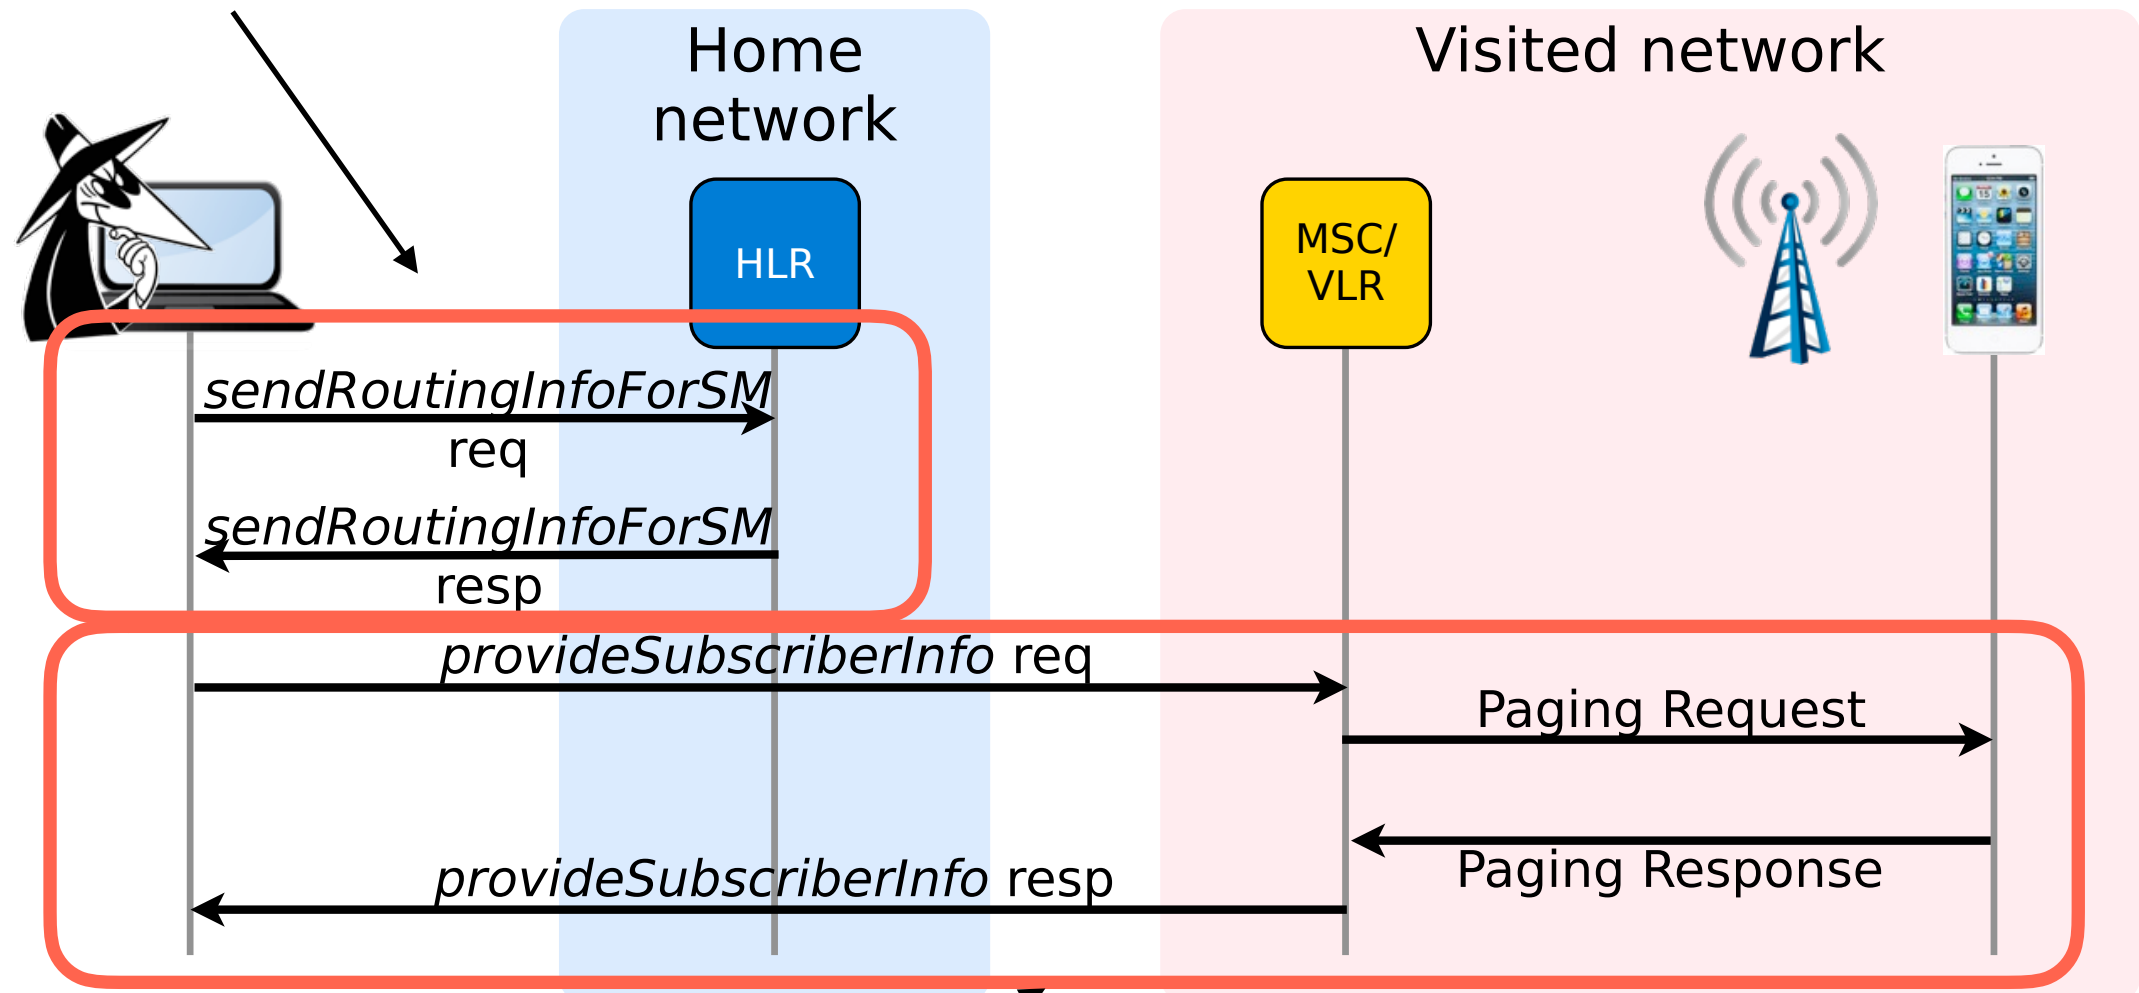 Home
network
Visited network
HLR
MSC/
VLR
sendRoutingInfoForSM
req
sendRoutingInfoForSM
resp
provideSubscriberInfo req
Paging Request
Paging Response
provideSubscriberInfo resp